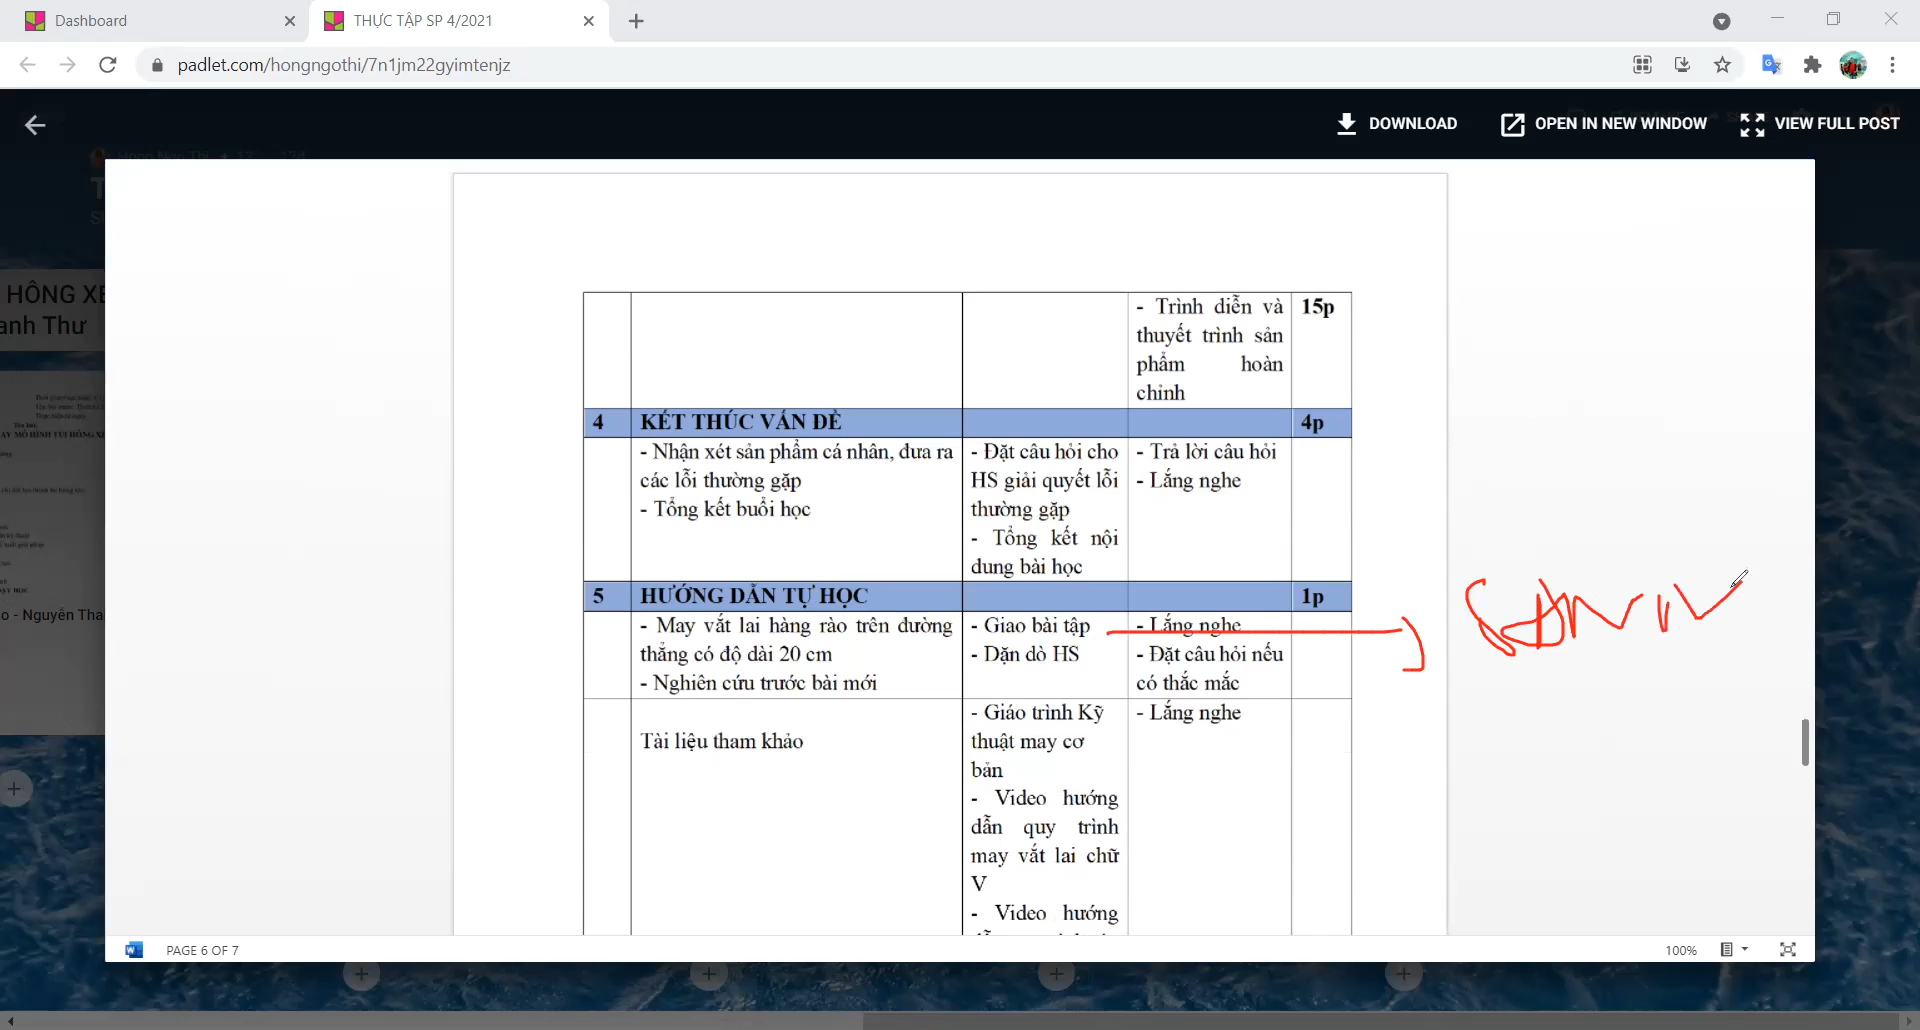 Dashboard
THỰC TẬP SP 4/2021
padlet.com/hongngothi/7n1jm22gyimtenjz
DOWNLOAD
OPEN IN NEW WINDOW
VIEW FULL POST
HÔNG XE
anh Thư
o - Nguyễn Tha
- Trình diễn và
thuyết trình sản
phẩm hoàn
chỉnh
15p
4
KẾT THÚC VẤN ĐỀ
4p
- Nhận xét sản phẩm cá nhân, đưa ra
các lỗi thường gặp
- Tổng kết buổi học
- Đặt câu hỏi cho
HS giải quyết lỗi
thường gặp
- Tổng kết nội
dung bài học
- Trả lời câu hỏi
- Lắng nghe
5
HƯỚNG DẪN TỰ HỌC
1p
- May vắt lai hàng rào trên đường
thẳng có độ dài 20 cm
- Nghiên cứu trước bài mới
- Giao bài tập
- Dặn dò HS
- Lắng nghe
- Đặt câu hỏi nếu
có thắc mắc
Tài liệu tham khảo
- Giáo trình Kỹ
thuật may cơ
bản
- Video hướng
dẫn quy trình
may vắt lai chữ
V
- Video hướng
- Lắng nghe
PAGE 6 OF 7
100%